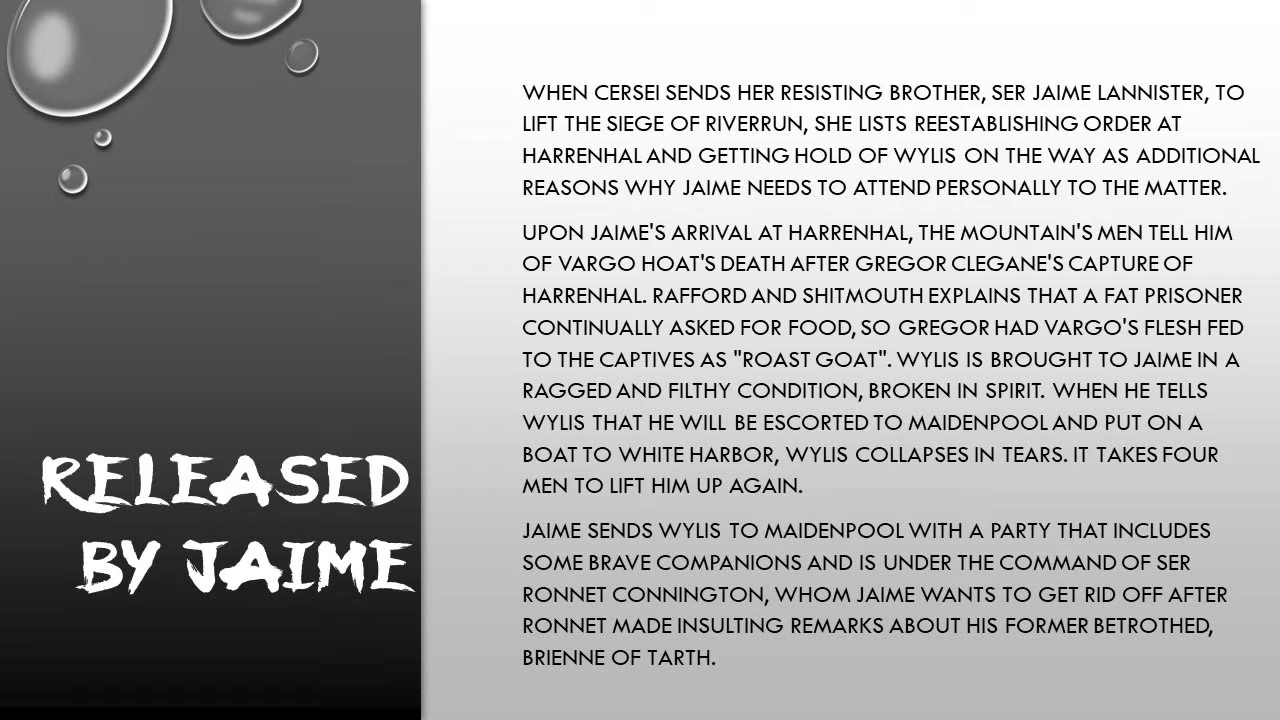 RELEASED
BY JAIME
WHEN CERSEI SENDS HER RESISTING BROTHER, SER JAIME LANNISTER, TO
LIFT THE SIEGE OF RIVERRUN, SHE LISTS REESTABLISHING ORDER AT
HARRENHAL AND GETTING HOLD OF WYLIS ON THE WAY AS ADDITIONAL
REASONS WHY JAIME NEEDS TO ATTEND PERSONALLY TO THE MATTER.
UPON JAIME'S ARRIVAL AT HARRENHAL, THE MOUNTAIN'S MEN TELL HIM
OF VARGO HOAT'S DEATH AFTER GREGOR CLEGANE'S CAPTURE OF
HARRENHAL. RAFFORD AND SHITMOUTH EXPLAINS THAT A FAT PRISONER
CONTINUALLY ASKED FOR FOOD, SO GREGOR HAD VARGO'S FLESH FED
TO THE CAPTIVES AS "ROAST GOAT". WYLIS IS BROUGHT TO JAIME IN A
RAGGED AND FILTHY CONDITION, BROKEN IN SPIRIT. WHEN HE TELLS
WYLIS THAT HE WILL BE ESCORTED TO MAIDENPOOL AND PUT ON A
BOAT TO WHITE HARBOR, WYLIS COLLAPSES IN TEARS. IT TAKES FOUR
MEN TO LIFT HIM UP AGAIN.
JAIME SENDS WYLIS TO MAIDENPOOL WITH A PARTY THAT INCLUDES
SOME BRAVE COMPANIONS AND IS UNDER THE COMMAND OF SER
RONNET CONNINGTON, WHOM JAIME WANTS TO GET RID OFF AFTER
RONNET MADE INSULTING REMARKS ABOUT HIS FORMER BETROTHED,
BRIENNE OF TARTH.